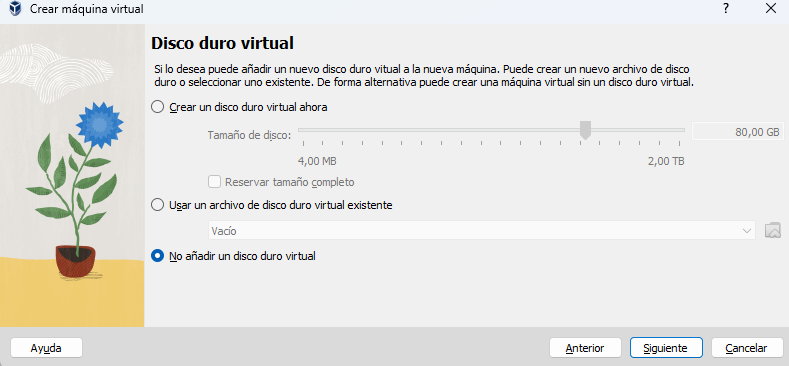 Crear máquina virtual
Disco duro virtual
Si lo desea puede añadir un nuevo disco duro vitual a la nueva máquina. Puede crear un nuevo archivo de disco
duro o seleccionar uno existente. De forma alternativa puede crear una máquina virtual sin un disco duro virtual.
Crear un disco duro virtual ahora
Tamaño de disco:
80,00 GB
4,00 MB
2,00 TB
Reservar tamaño completo
Usar un archivo de disco duro virtual existente
Vacío
No añadir un disco duro virtual
Ayuda
Anterior
Siguiente
Cancelar